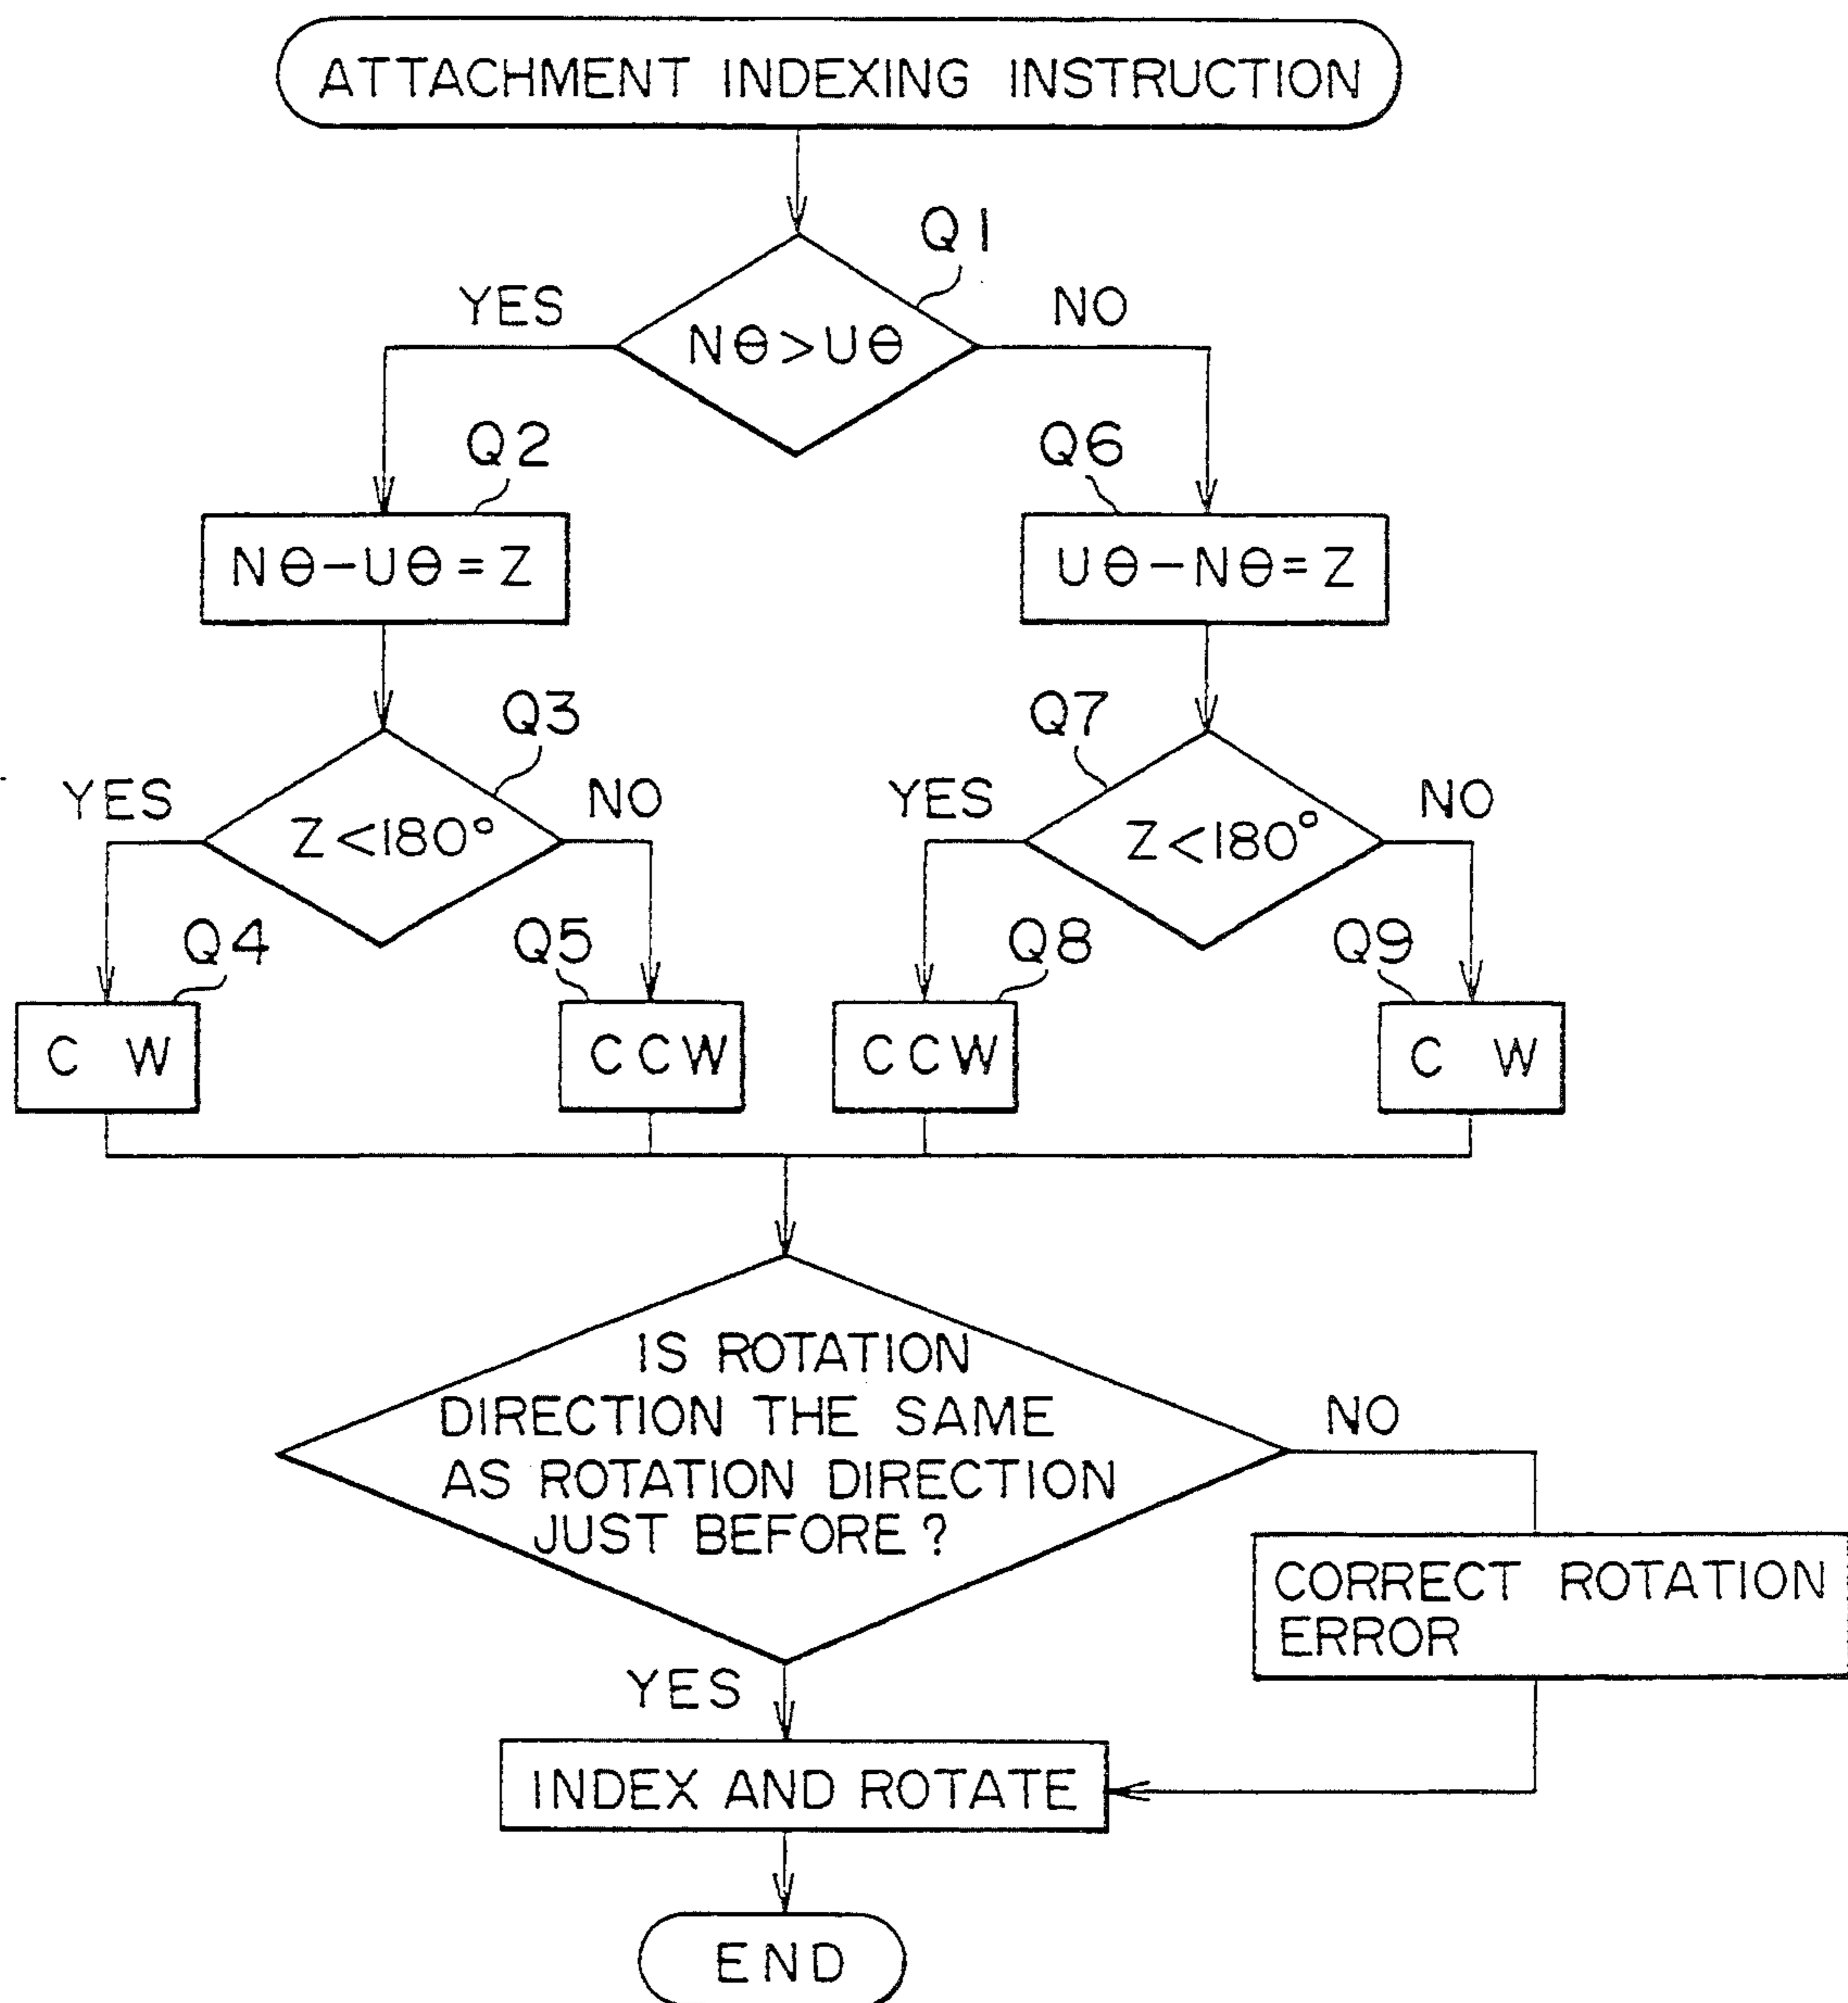 ATTACHMENT INDEXING INSTRUCTION
Q1
YES
NO
Nθ>Uθ
Q2
Q6
Nθ-Uθ=Z
Uθ-Nθ=Z
Q3
Q7
YES
NO
YES
NO
Z<180°
Z<180°
Q4
Q5
Q8
Q9
C W
CCW
CCW
C W
IS ROTATION
DIRECTION THE SAME
AS ROTATION DIRECTION
JUST BEFORE?
NO
CORRECT ROTATION
ERROR
YES
INDEX AND ROTATE
END